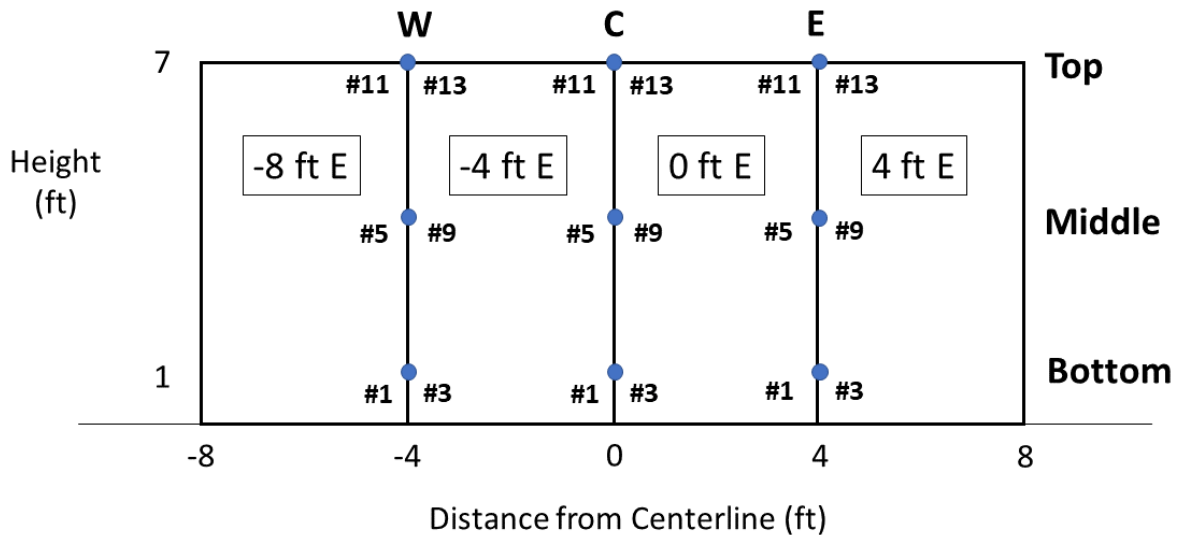 W C E
7 Top
#11 #13 #11 #13 #11 #13
Height
(ft)
-8 ft E -4 ft E 0 ft E 4 ft E
Middle
#5 #9 #5 #9 #5 #9
1 Bottom
#1 #3 #1 #3 #1 #3
-8 -4 0 4 8
Distance from Centerline (ft)